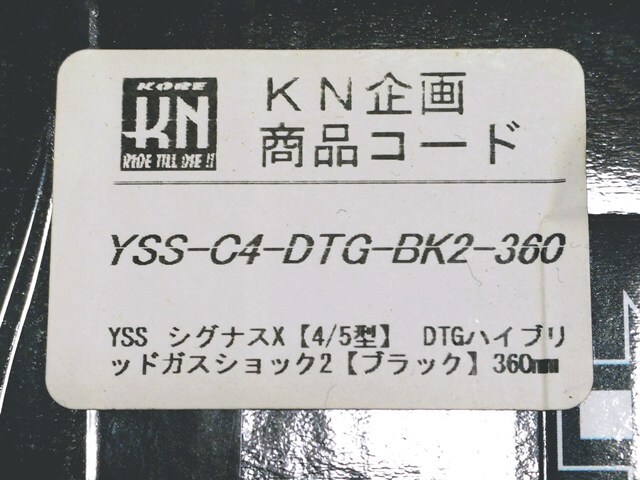 KORE
KN
RIDE TILL DIE !!
KN企画
商品コード
YSS-C4-DTG-BK2-360
YSS シグナスX【4/5型】 DTGハイブリ
ッドガスショック2【ブラック】360mm